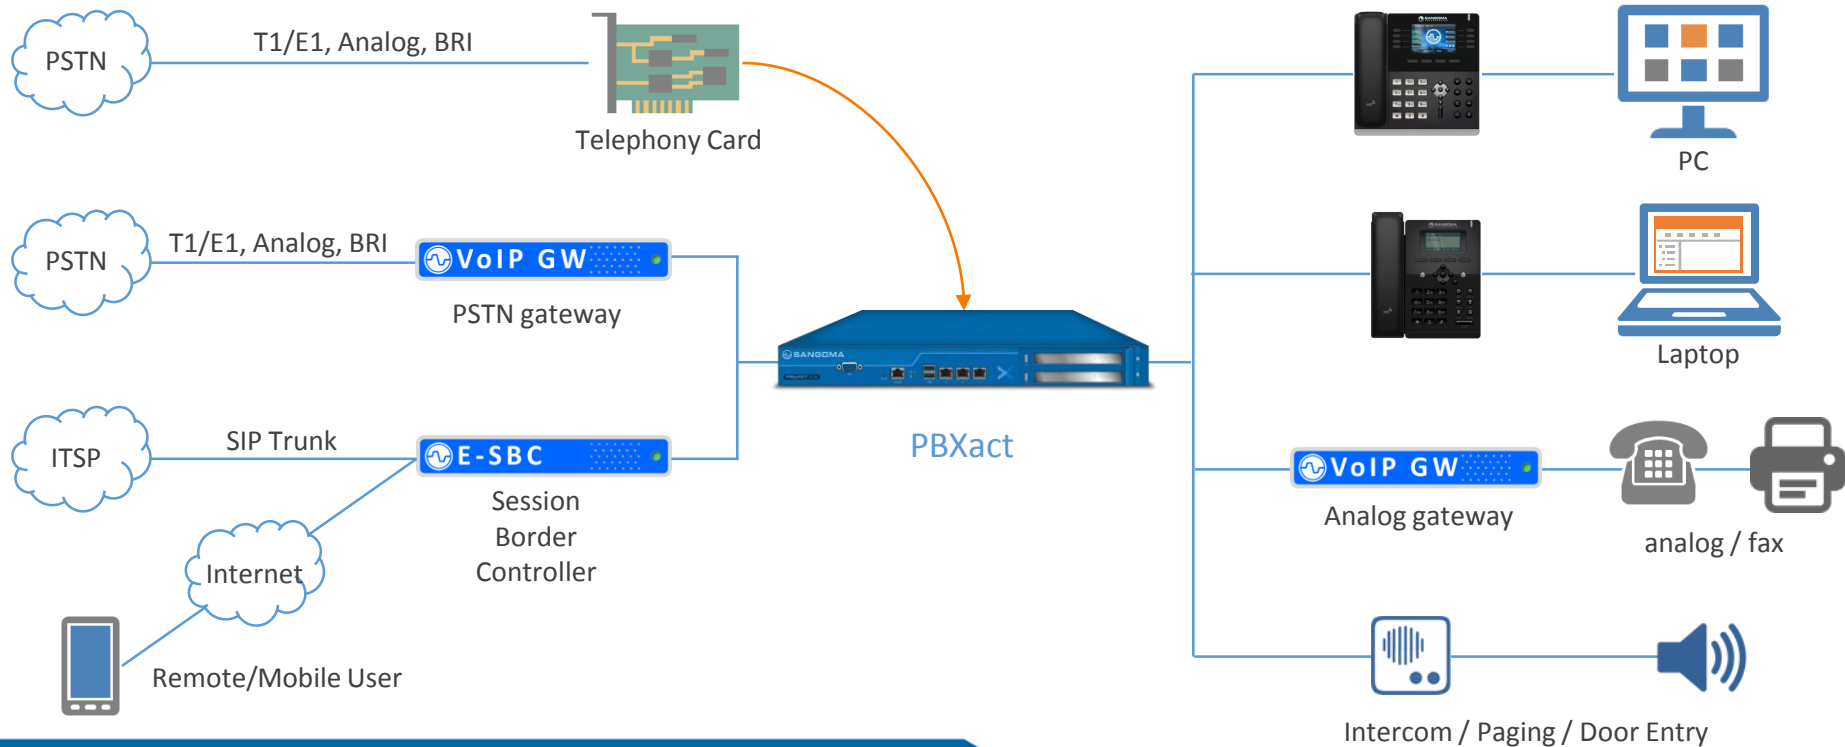 PSTN
T1/E1, Analog, BRI
Telephony Card
SANGOMA
PC
PSTN
T1/E1, Analog, BRI
VoIP GW
PSTN gateway
Laptop
SANGOMA
PBXact
ITSP
SIP Trunk
E-SBC
Session
Border
Controller
VoIP GW
Analog gateway
analog / fax
Internet
Remote/Mobile User
Intercom / Paging / Door Entry